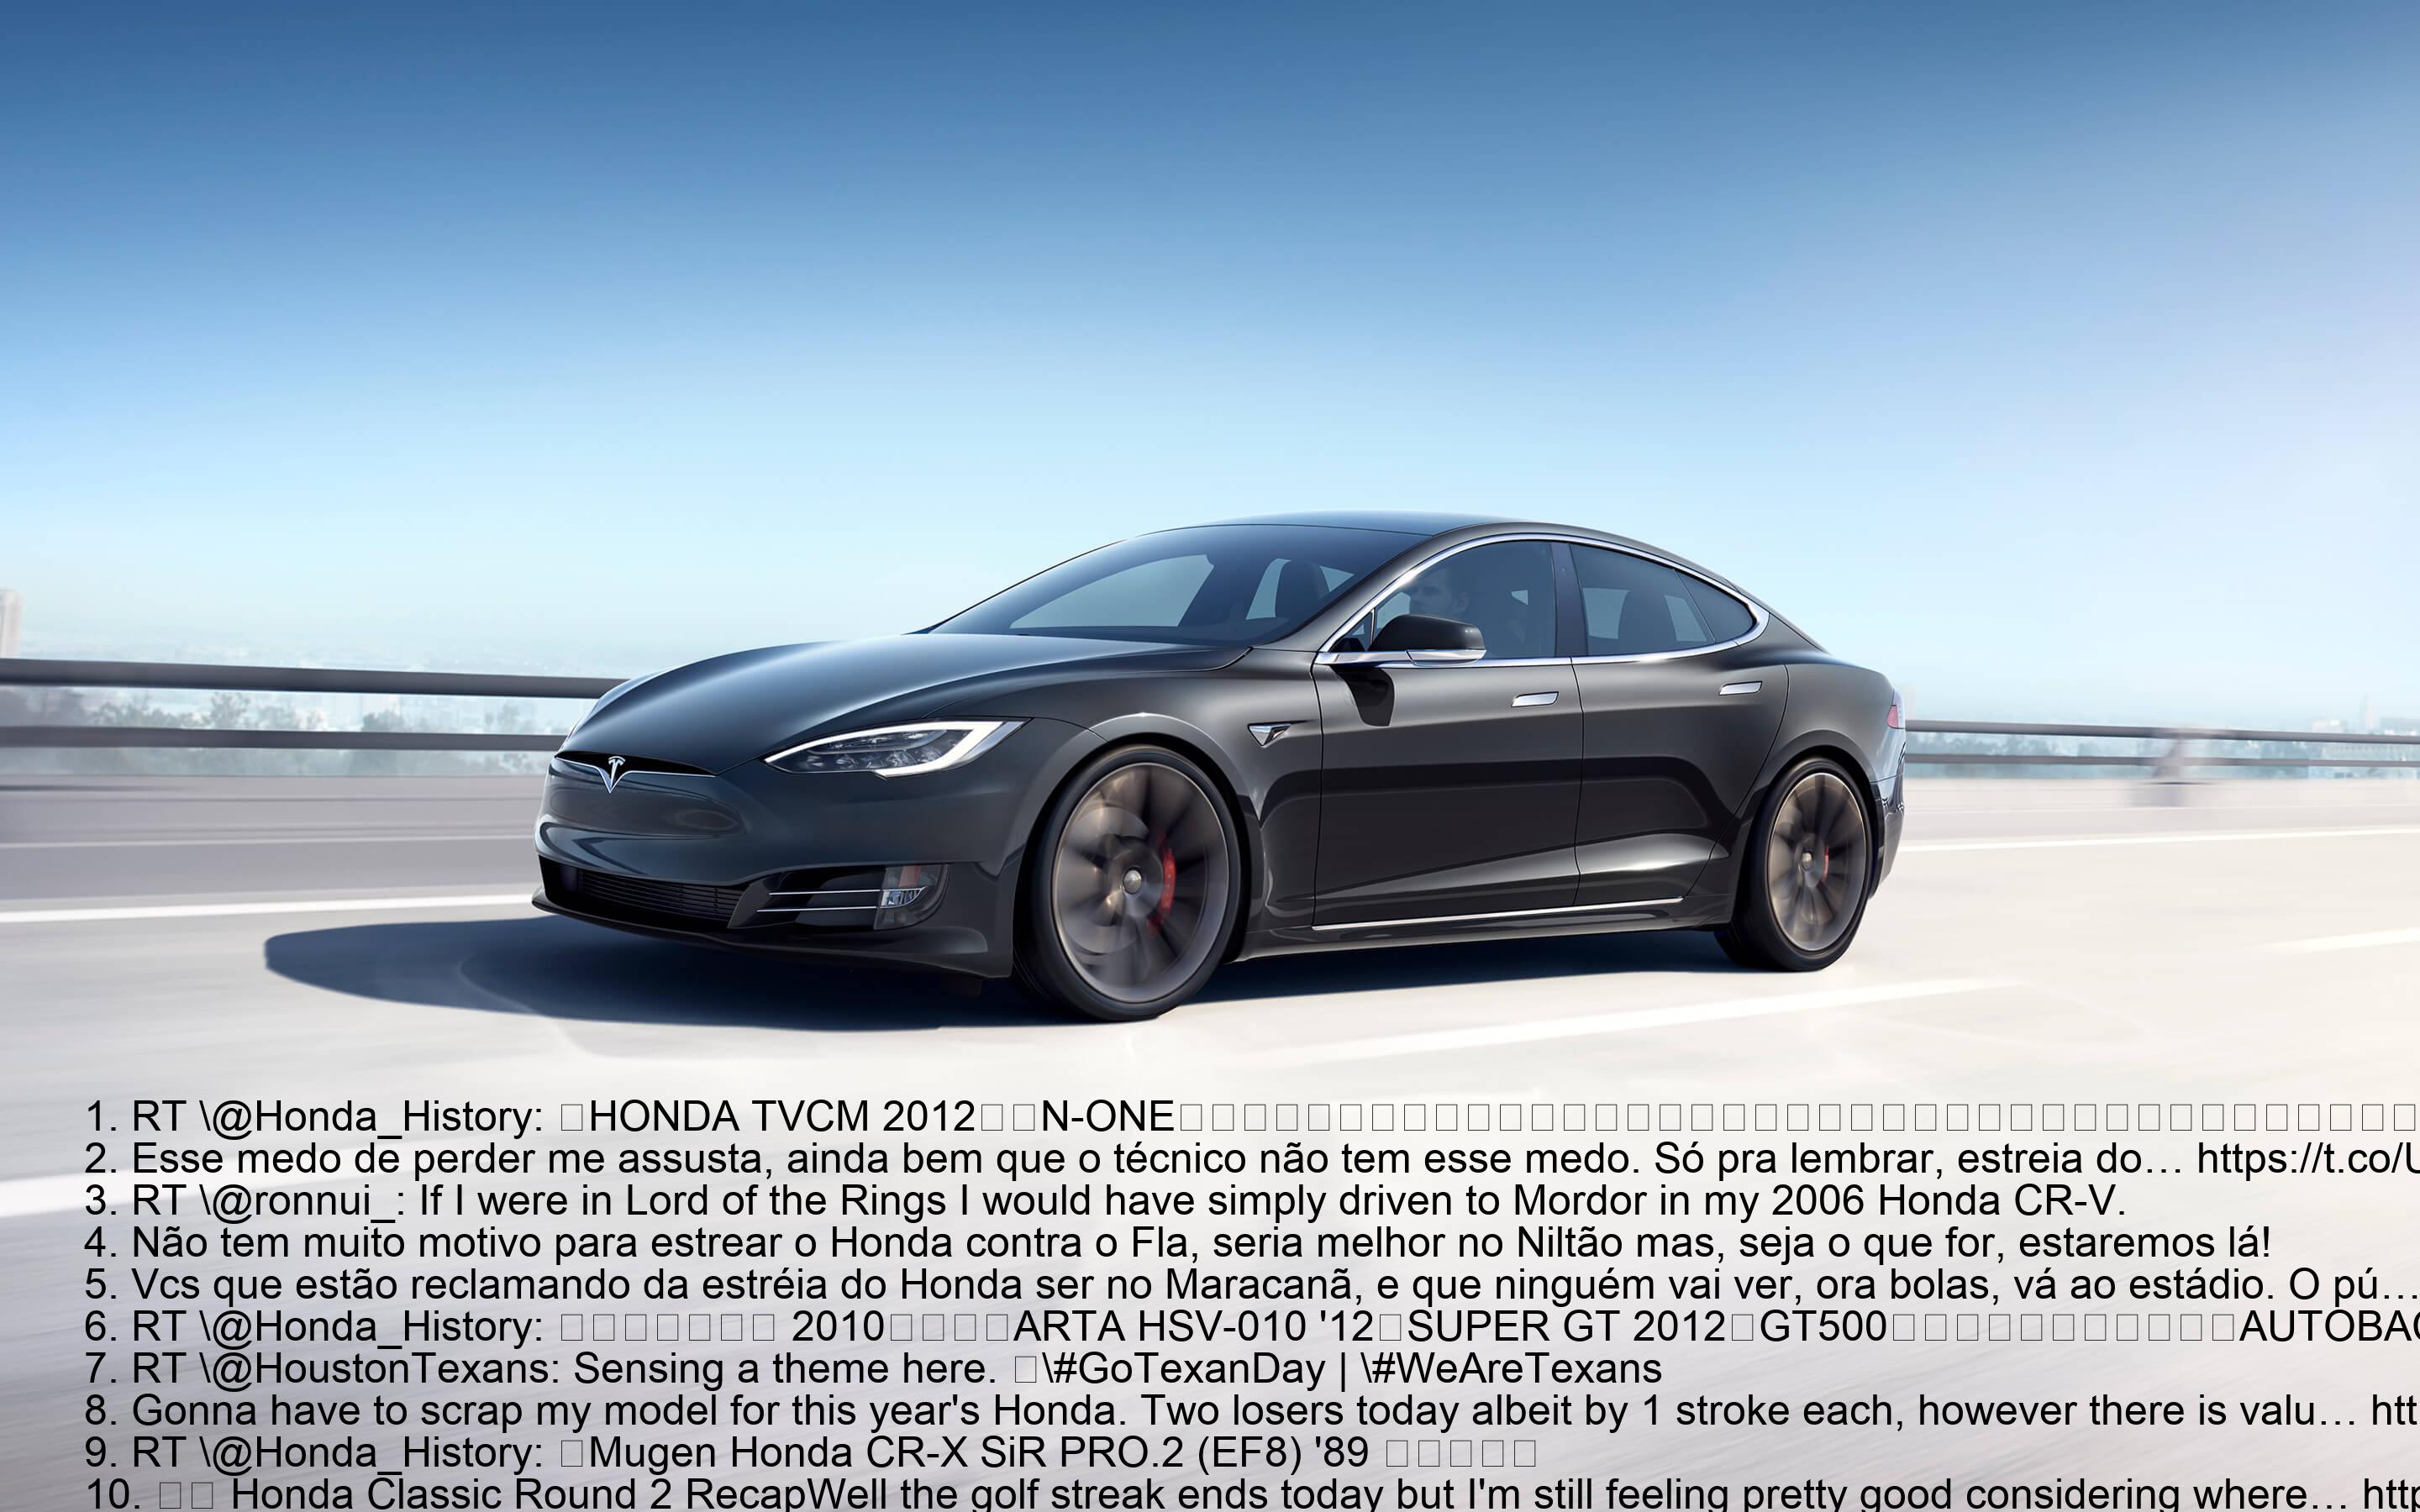 1. RT \@Honda_History: □HONDA TVCM 2012□□N-ONE□□□□□□□□□□□□□□□□□□□□□□□□□□□□□□□□□□□□□□
2. Esse medo de perder me assusta, ainda bem que o técnico não tem esse medo. Só pra lembrar, estreia do… https://t.co/
3. RT \@ronnui_: If I were in Lord of the Rings I would have simply driven to Mordor in my 2006 Honda CR-V.
4. Não tem muito motivo para estrear o Honda contra o Fla, seria melhor no Niltão mas, seja o que for, estaremos lá!
5. Vcs que estão reclamando da estréia do Honda ser no Maracanã, e que ninguém vai ver, ora bolas, vá ao estádio. O pú…
6. RT \@Honda_History: □□□□□□□ 2010□□□□ARTA HSV-010 '12□SUPER GT 2012□GT500□□□□□□□□□□□AUTOBA
7. RT \@HoustonTexans: Sensing a theme here. □\#GoTexanDay | \#WeAreTexans
8. Gonna have to scrap my model for this year's Honda. Two losers today albeit by 1 stroke each, however there is valu… htt
9. RT \@Honda_History: □Mugen Honda CR-X SiR PRO.2 (EF8) '89 □□□□□
10. □□ Honda Classic Round 2 RecapWell the golf streak ends today but I'm still feeling pretty good considering where… http